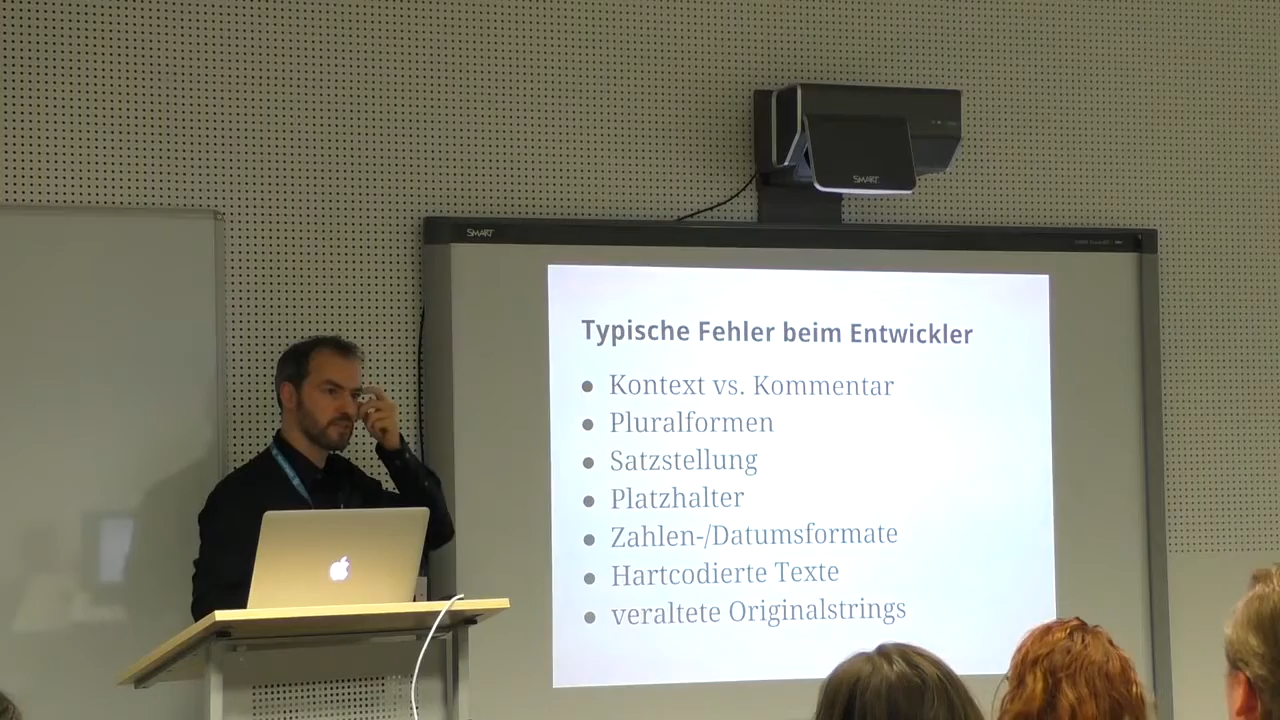 SMART
SMART
Typische Fehler beim Entwickler
● Kontext vs. Kommentar
● Pluralformen
● Satzstellung
● Platzhalter
● Zahlen-/Datumsformate
● Hartcodierte Texte
● veraltete Originalstrings